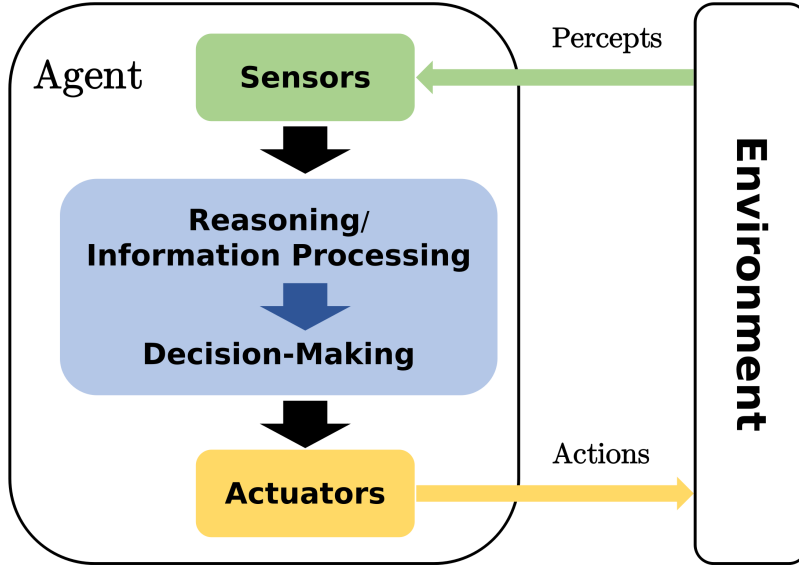 Agent
Sensors
Percepts
Reasoning/
Information Processing
Decision-Making
Actuators
Actions
Environment